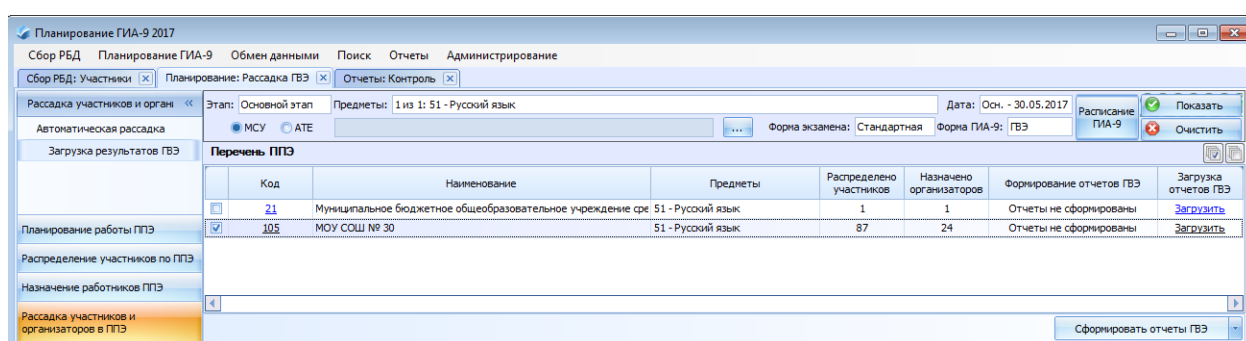 Планирование ГИА-9 2017
Сбор РБД Планирование ГИА-9 Обмен данными Поиск Отчеты Администрирование
Сбор РБД: Участники Планирование: Рассадка ГВЭ Отчеты: Контроль
Рассадка участников и органи
Автоматическая рассадка
Загрузка результатов ГВЭ
Планирование работы ППЭ
Распределение участников по ППЭ
Назначение работников ППЭ
Рассадка участников и
организаторов в ППЭ
Этап: Основной этап Предметы: 1 из 1: 51 - Русский язык Дата: Осн. - 30.05.2017 Расписание ГИА-9 Показать
МСУ АТЕ ... Форма экзамена: Стандартная Форма ГИА-9: ГВЭ Очистить
Перечень ППЭ
Код Наименование Предметы Распределено участников Назначено организаторов Формирование отчетов ГВЭ Загрузка отчетов ГВЭ
21 Муниципальное бюджетное общеобразовательное учреждение сре 51 - Русский язык 1 1 Отчеты не сформированы Загрузить
105 МОУ СОШ № 30 51 - Русский язык 87 24 Отчеты не сформированы Загрузить
Сформировать отчеты ГВЭ